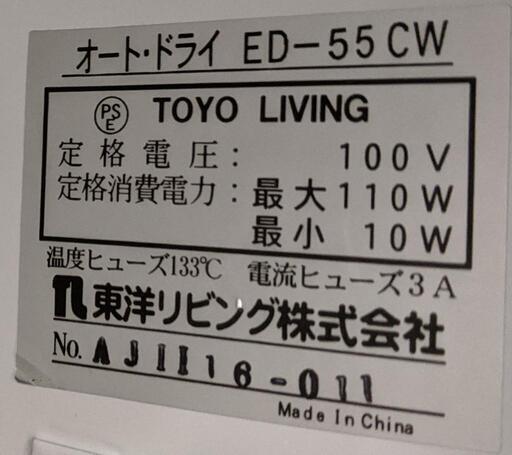 オート・ドライ ED-55CW
PSE TOYO LIVING
定格電圧: 100V
定格消費電力:最大110W
最小 10W
温度ヒューズ133℃ 電流ヒューズ3A
東洋リビング株式会社
No. AJII16-011
Made In China